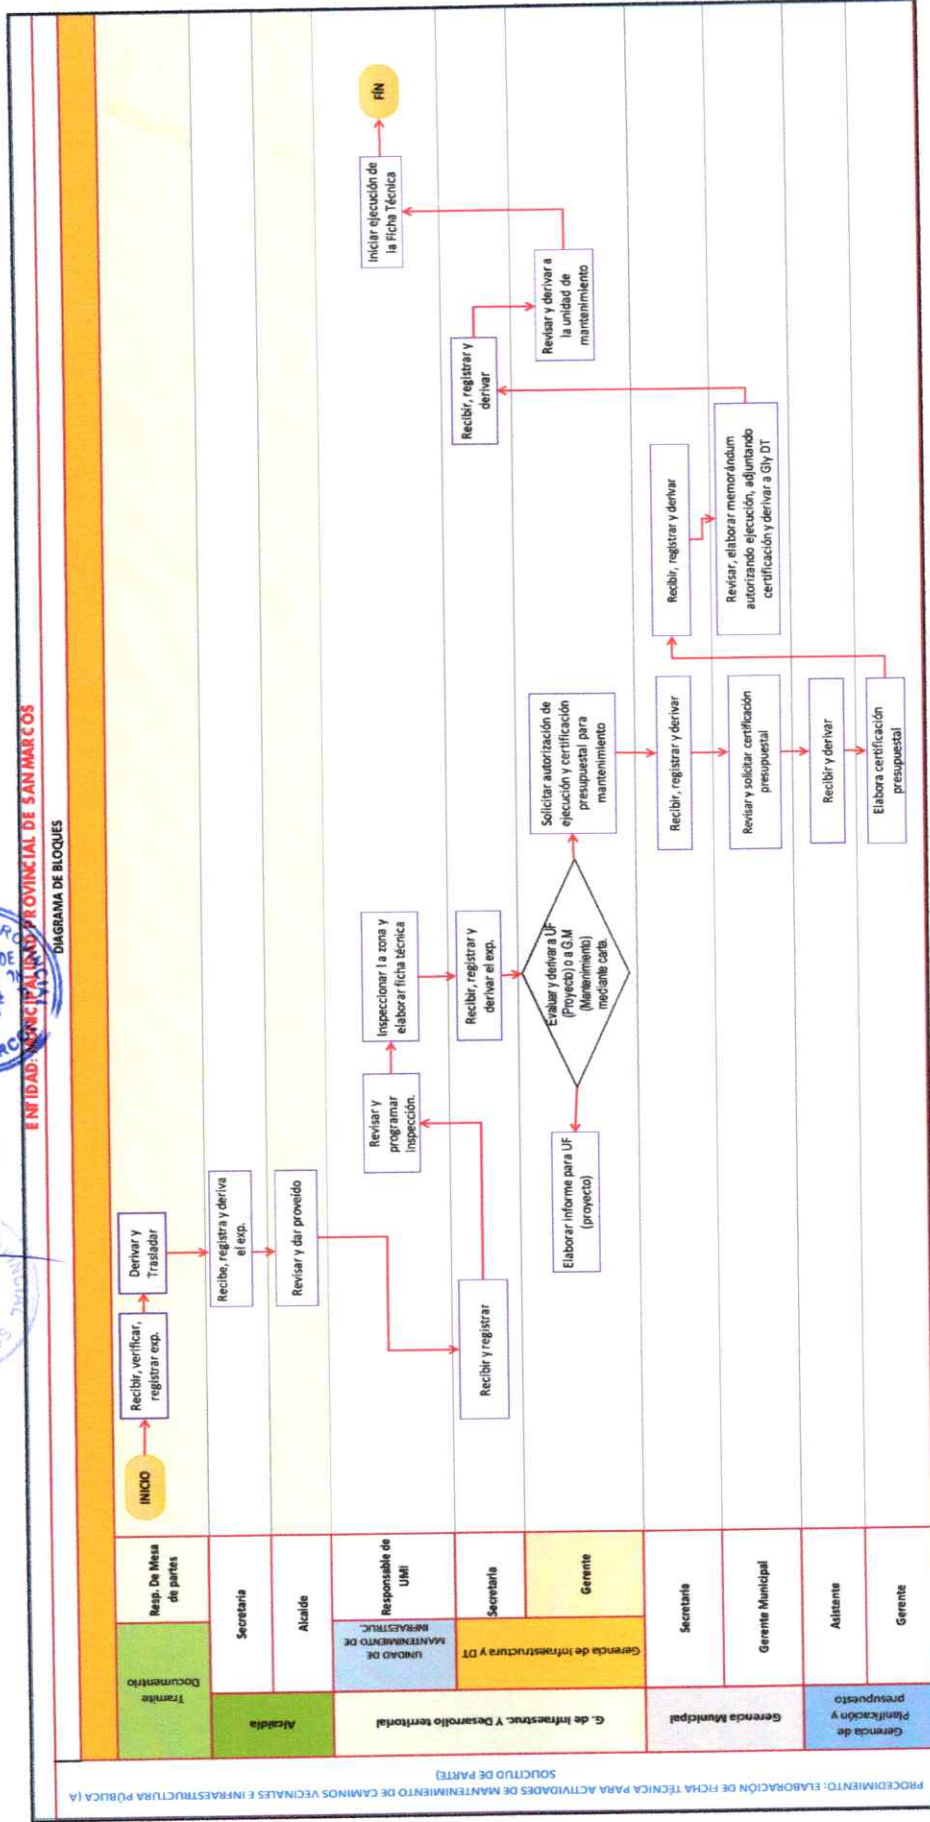 ENTIDAD: MUNICIPALIDAD PROVINCIAL DE SAN MARCOS
DIAGRAMA DE BLOQUES
PROCEDIMIENTO: ELABORACIÓN DE FICHA TÉCNICA PARA ACTIVIDADES DE MANTENIMIENTO DE CAMINOS VECINALES E INFRAESTRUCTURA PÚBLICA (A
SOLICITUD DE PARTE)
Tramite
Documentrio
Resp. De Mesa
de partes
INICIO
Recibir, verificar,
registrar exp.
Derivar y
Trasladar
Alcaldia
Secretaria
Recibe, registra y deriva
el exp.
Alcalde
Revisar y dar proveido
G. de Infraestruc. Y Desarrollo territorial
UNIDAD DE
MANTENIMIENTO DE
INFRAESTRUC.
Responsable de
UMI
Revisar y
programar
inspección.
Inspeccionar la zona y
elaborar ficha técnica
Iniciar ejecución de
la Ficha Técnica
FÍN
Gerencia de Infraestructura y DT
Secretaria
Recibir y registrar
Recibir, registrar y
derivar el exp.
Recibir, registrar y
derivar
Gerente
Elaborar informe para UF
(proyecto)
Evaluar y derivar a UF
(Proyecto) o a G.M
(Mantenimiento)
mediante carta.
Solicitar autorización de
ejecución y certificación
presupuestal para
mantenimiento
Revisar y derivar a
la unidad de
mantenimiento
Gerencia Municipal
Secretaria
Recibir, registrar y derivar
Recibir, registrar y derivar
Gerente Municipal
Revisar y solicitar certificación
presupuestal
Revisar, elaborar memorándum
autorizando ejecución, adjuntando
certificación y derivar a GIy DT
Gerencia de
Planificación y
presupuesto
Asistente
Recibir y derivar
Gerente
Elabora certificación
presupuestal